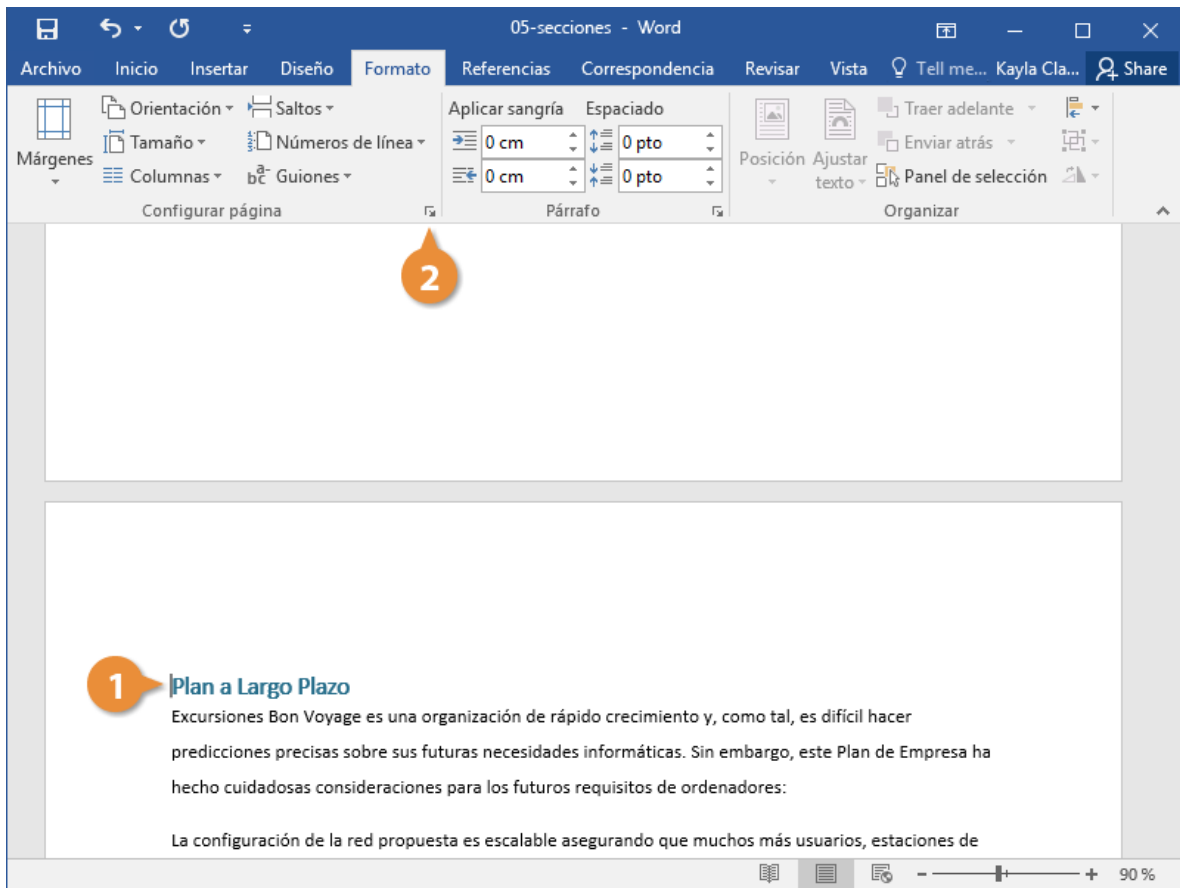 05-secciones - Word
Archivo Inicio Insertar Diseño Formato Referencias Correspondencia Revisar Vista Tell me... Kayla Cla... Share
Márgenes
Orientación
Tamaño
Columnas
Saltos
Números de línea
bc Guiones
Configurar página
Aplicar sangría Espaciado
0 cm 0 pto
0 cm 0 pto
Párrafo
Posición
Ajustar
texto
Traer adelante
Enviar atrás
Panel de selección
Organizar
2
1
Plan a Largo Plazo
Excursiones Bon Voyage es una organización de rápido crecimiento y, como tal, es difícil hacer
predicciones precisas sobre sus futuras necesidades informáticas. Sin embargo, este Plan de Empresa ha
hecho cuidadosas consideraciones para los futuros requisitos de ordenadores:
La configuración de la red propuesta es escalable asegurando que muchos más usuarios, estaciones de
90 %